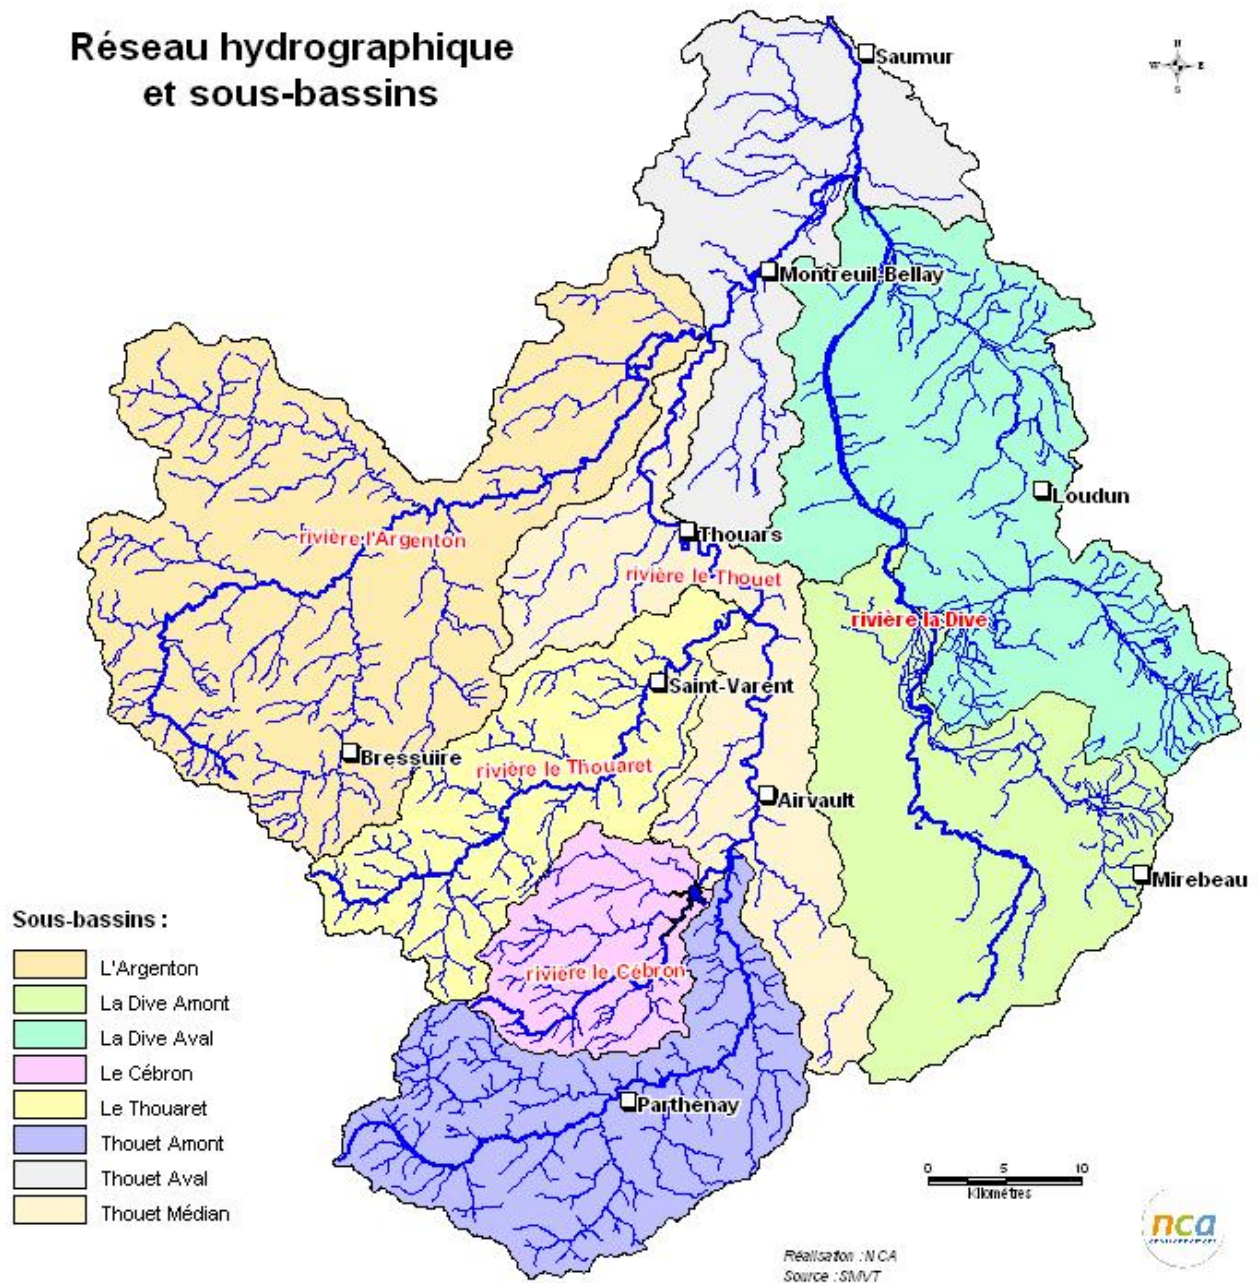 Réseau hydrographique
et sous-bassins
N
W E
S
Saumur
Montreuil-Bellay
Loudun
rivière l'Argenton
Thouars
rivière le Thouet
rivière la Dive
Saint-Varent
Bressuire
rivière le Thouaret
Airvault
Mirebeau
rivière le Cébron
Parthenay
Sous-bassins :
L'Argenton
La Dive Amont
La Dive Aval
Le Cébron
Le Thouaret
Thouet Amont
Thouet Aval
Thouet Médian
0 5 10
Kilométres
nca
Réalisation : NCA
Source : SMVT